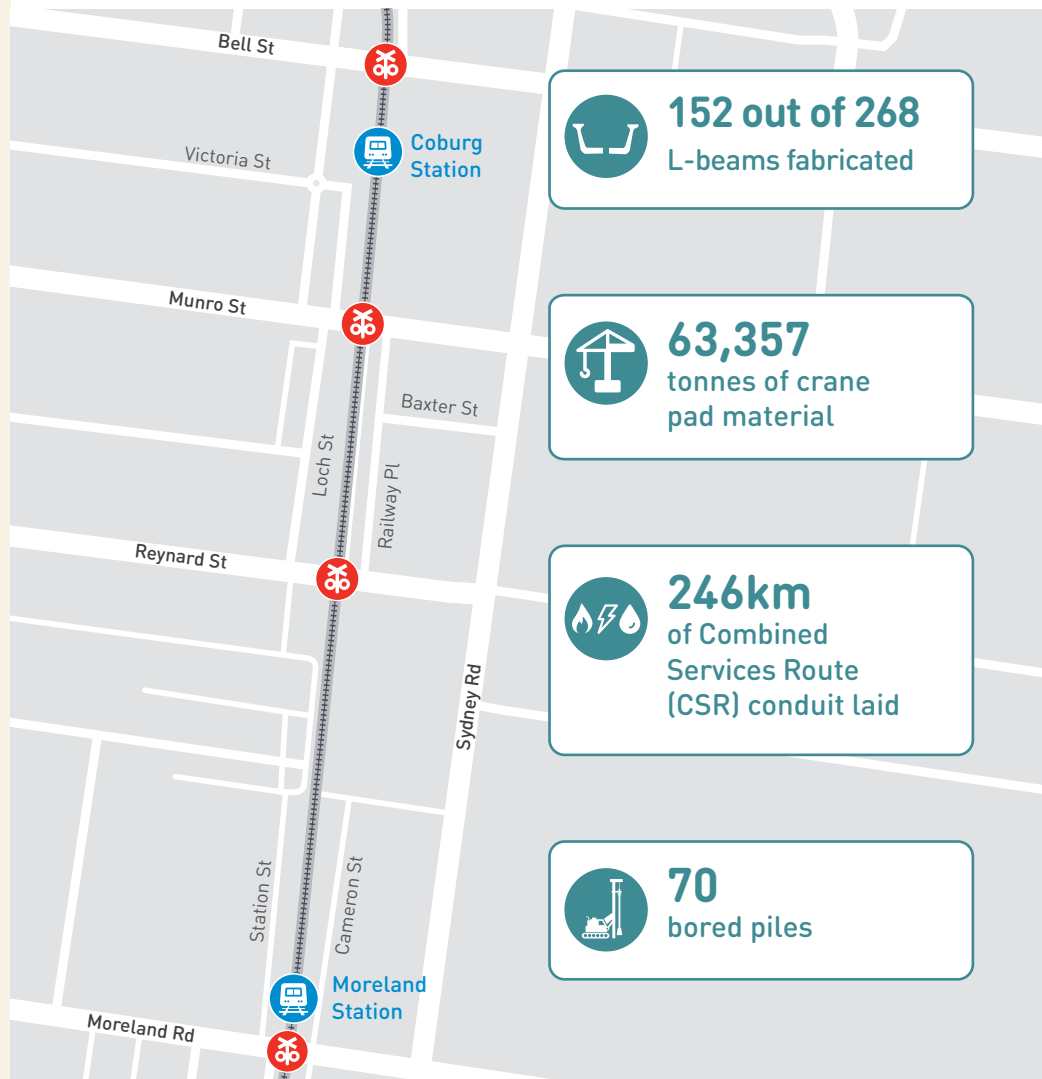 Bell St
Coburg
Station
Victoria St
Munro St
Baxter St
Loch St
Railway Pl
Reynard St
Sydney Rd
Station St
Cameron St
Moreland
Station
Moreland Rd
152 out of 268
L-beams fabricated
63,357
tonnes of crane
pad material
246km
of Combined
Services Route
(CSR) conduit laid
70
bored piles